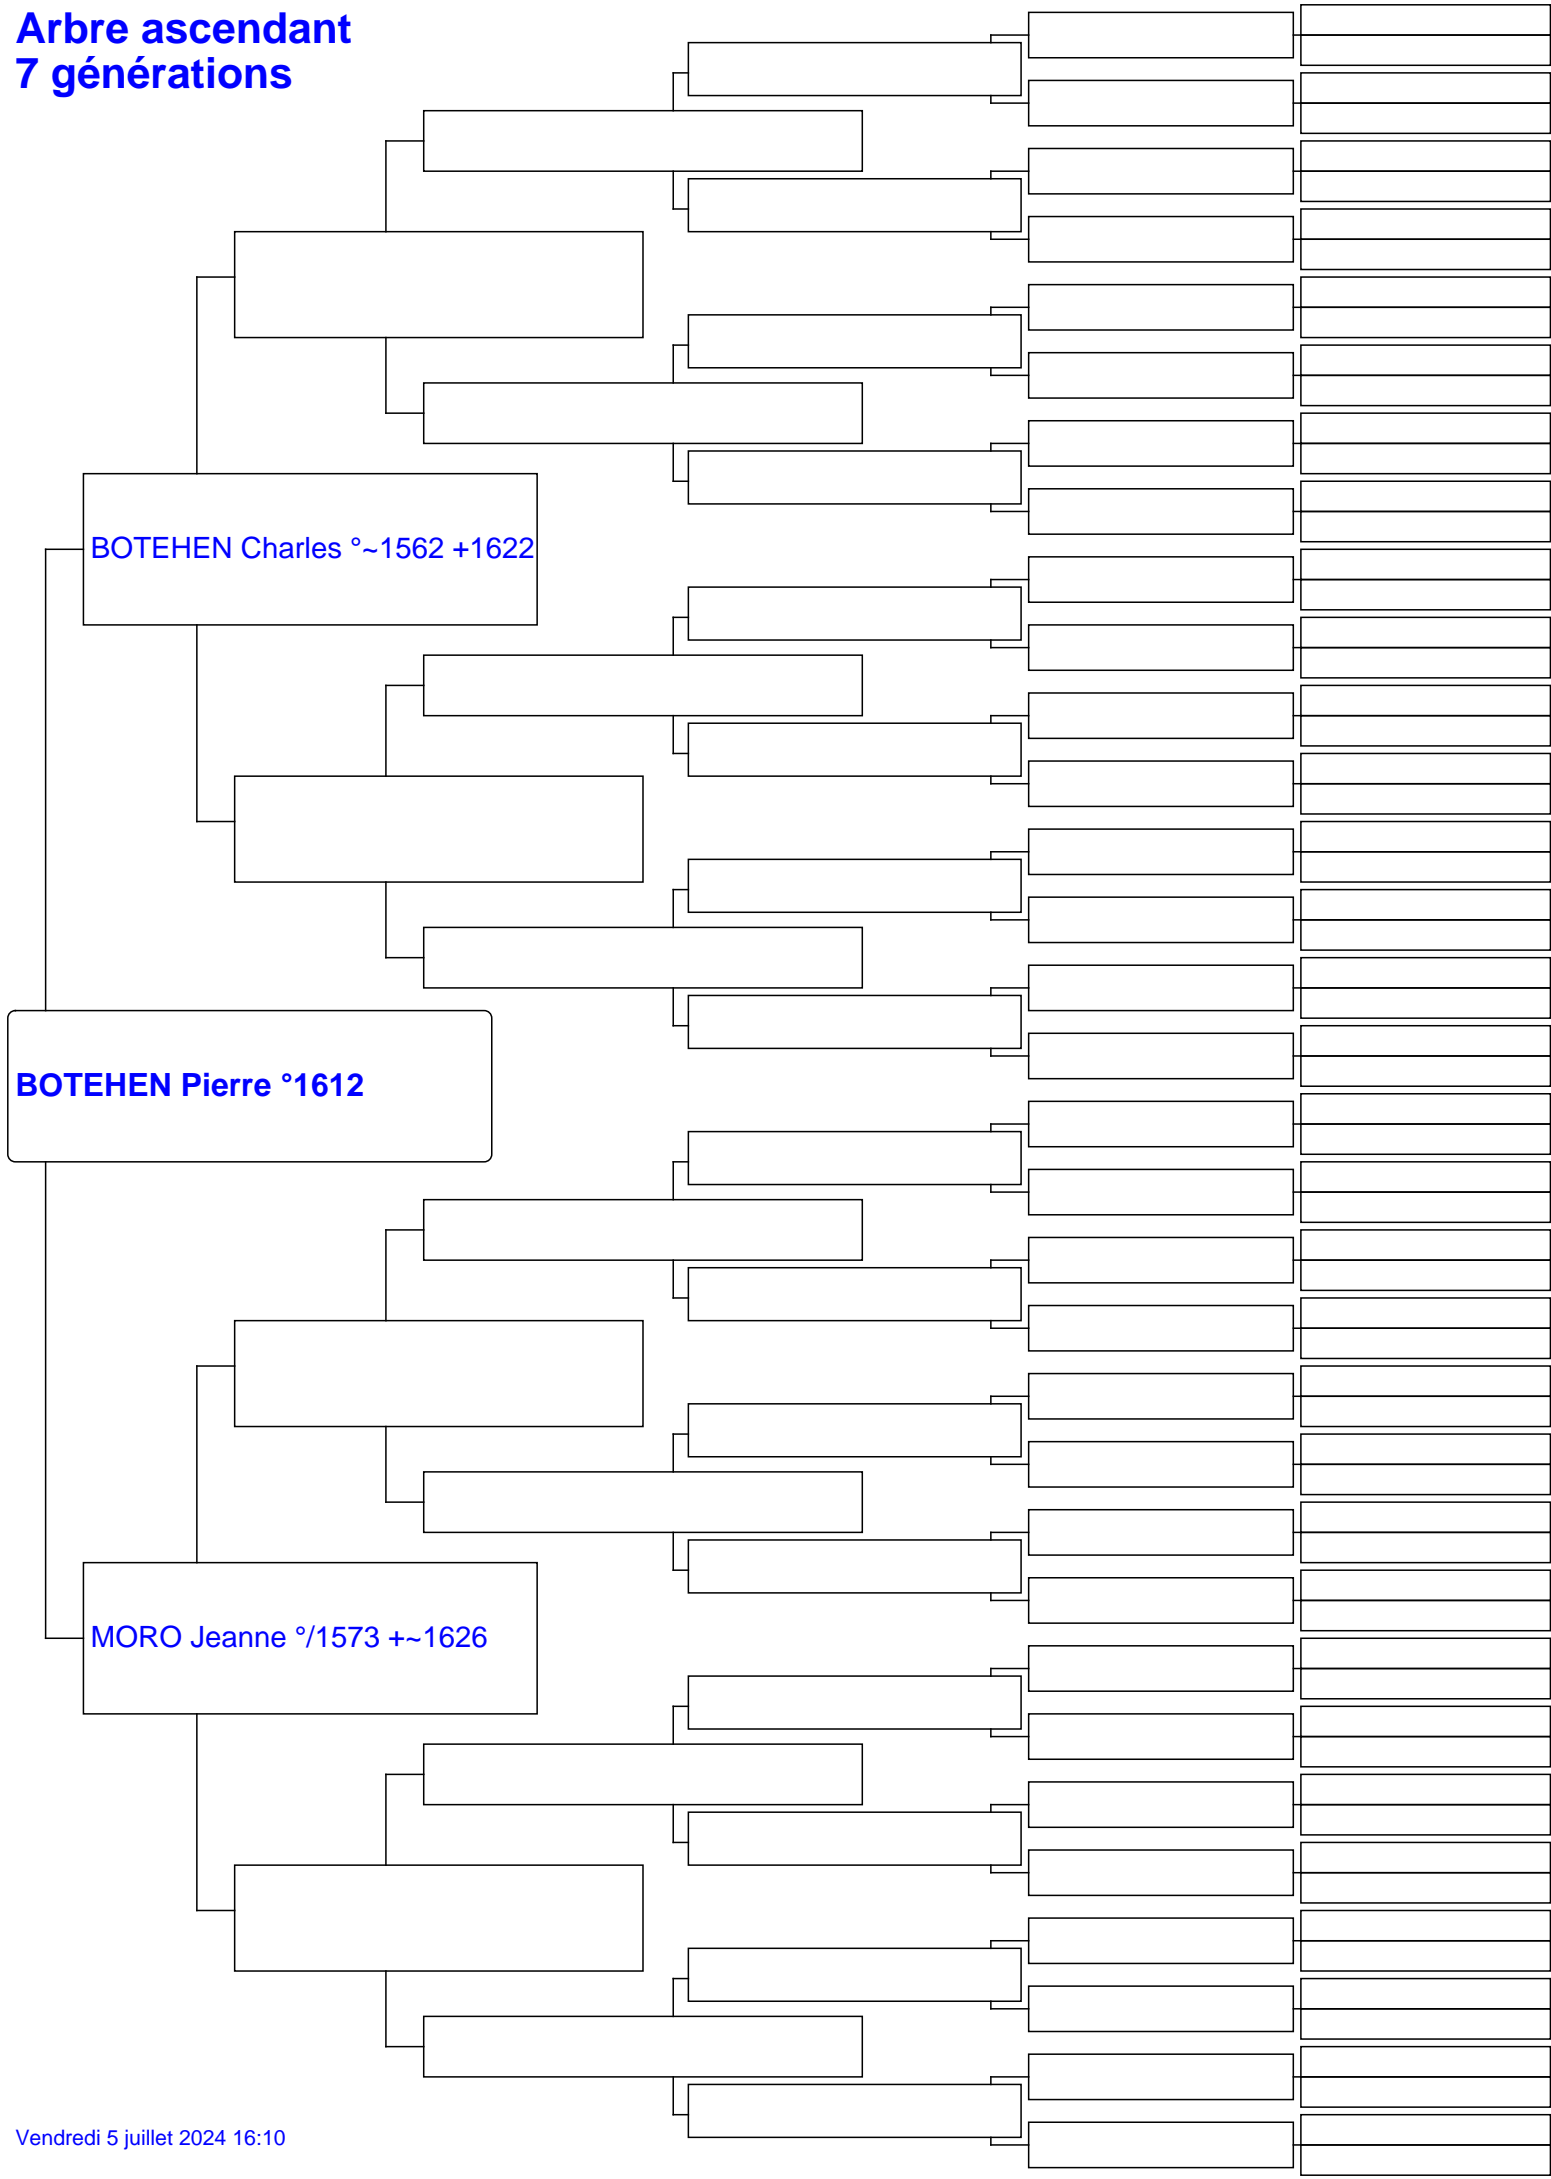 Arbre ascendant
7 générations
BOTEHEN Charles °~1562 +1622
BOTEHEN Pierre °1612
MORO Jeanne °/1573 +~1626
Vendredi 5 juillet 2024 16:10